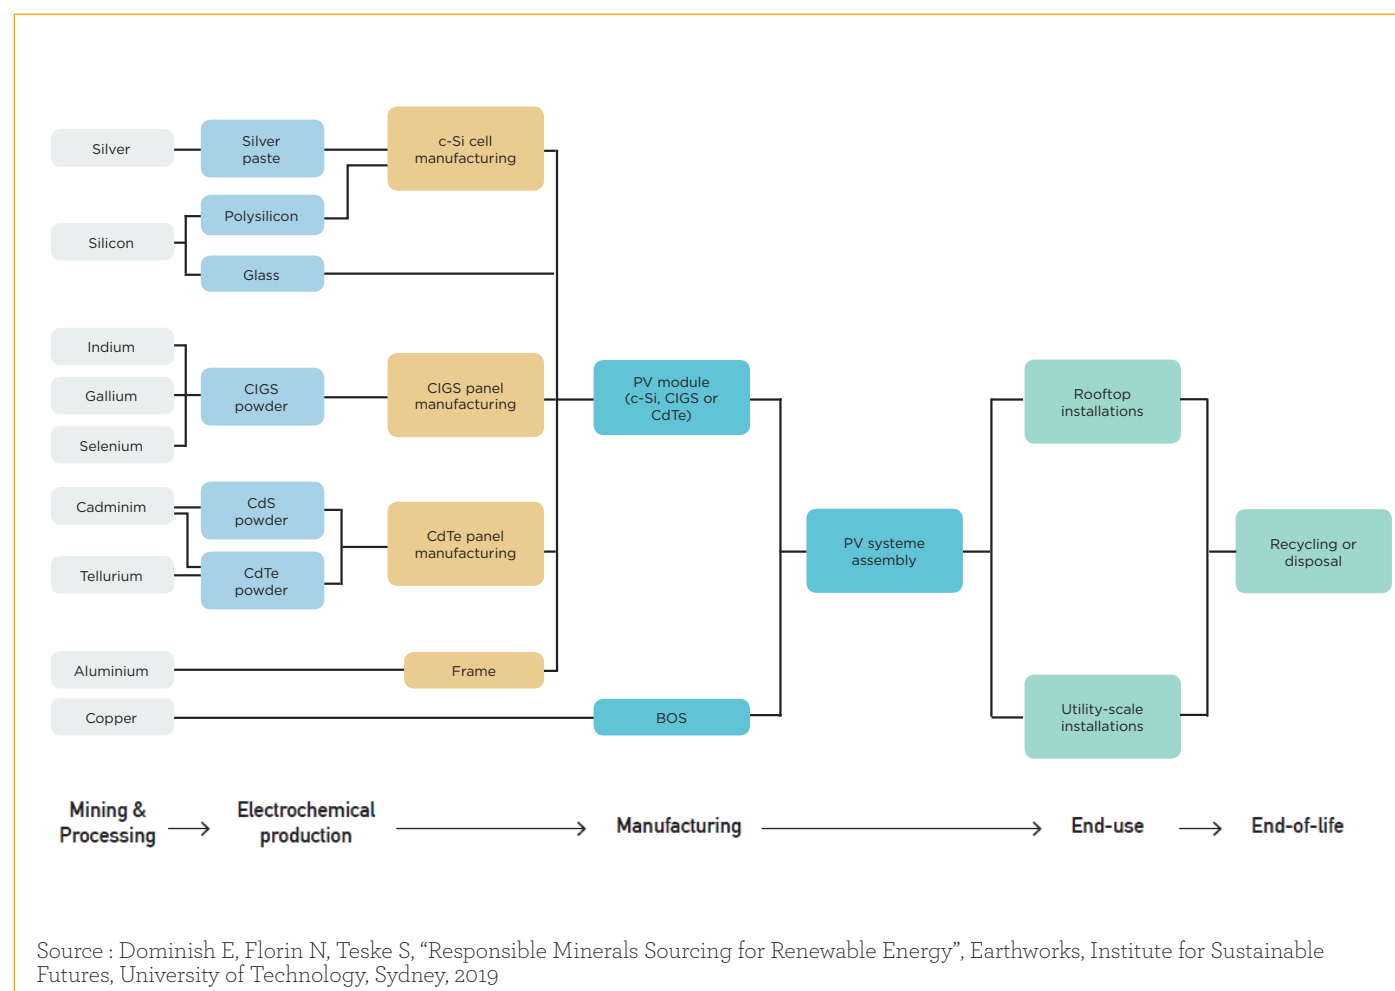 Silver
Silver
paste
c-Si cell
manufacturing
Silicon
Polysilicon
Glass
Indium
Gallium
Selenium
CIGS
powder
CIGS panel
manufacturing
PV module
(c-Si, CIGS or
CdTe)
Rooftop
installations
Cadminim
Tellurium
CdS
powder
CdTe
powder
CdTe panel
manufacturing
PV systeme
assembly
Recycling or
disposal
Aluminium
Frame
Copper
BOS
Utility-scale
installations
Mining &
Processing
Electrochemical
production
Manufacturing
End-use
End-of-life
Source : Dominish E, Florin N, Teske S, “Responsible Minerals Sourcing for Renewable Energy”, Earthworks, Institute for Sustainable
Futures, University of Technology, Sydney, 2019